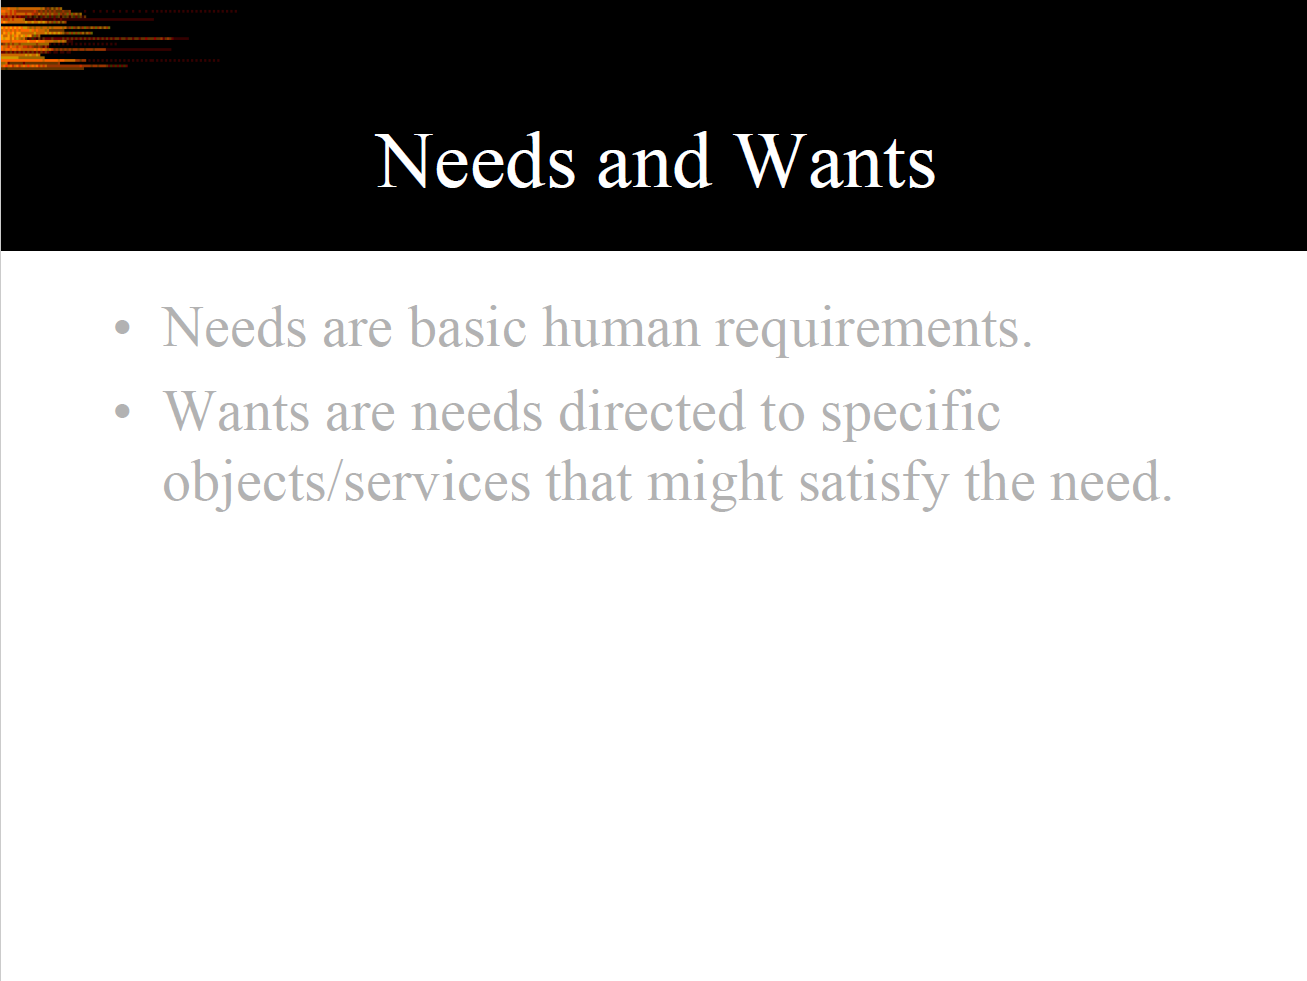 Needs and Wants
• Needs are basic human requirements.
• Wants are needs directed to specific
objects/services that might satisfy the need.